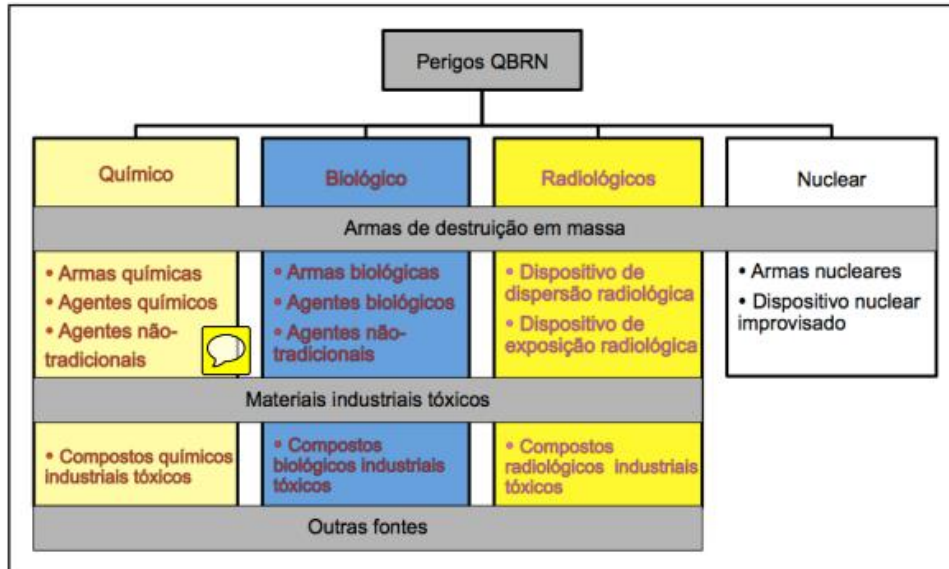 Perigos QBRN
Químico
Biológico
Radiológicos
Nuclear
Armas de destruição em massa
• Armas químicas
• Agentes químicos
• Agentes não-
tradicionais
• Armas biológicas
• Agentes biológicos
• Agentes não-
tradicionais
• Dispositivo de
dispersão radiológica
• Dispositivo de
exposição radiológica
• Armas nucleares
• Dispositivo nuclear
improvisado
Materiais industriais tóxicos
• Compostos químicos
industriais tóxicos
• Compostos
biológicos industriais
tóxicos
• Compostos
radiológicos industriais
tóxicos
Outras fontes